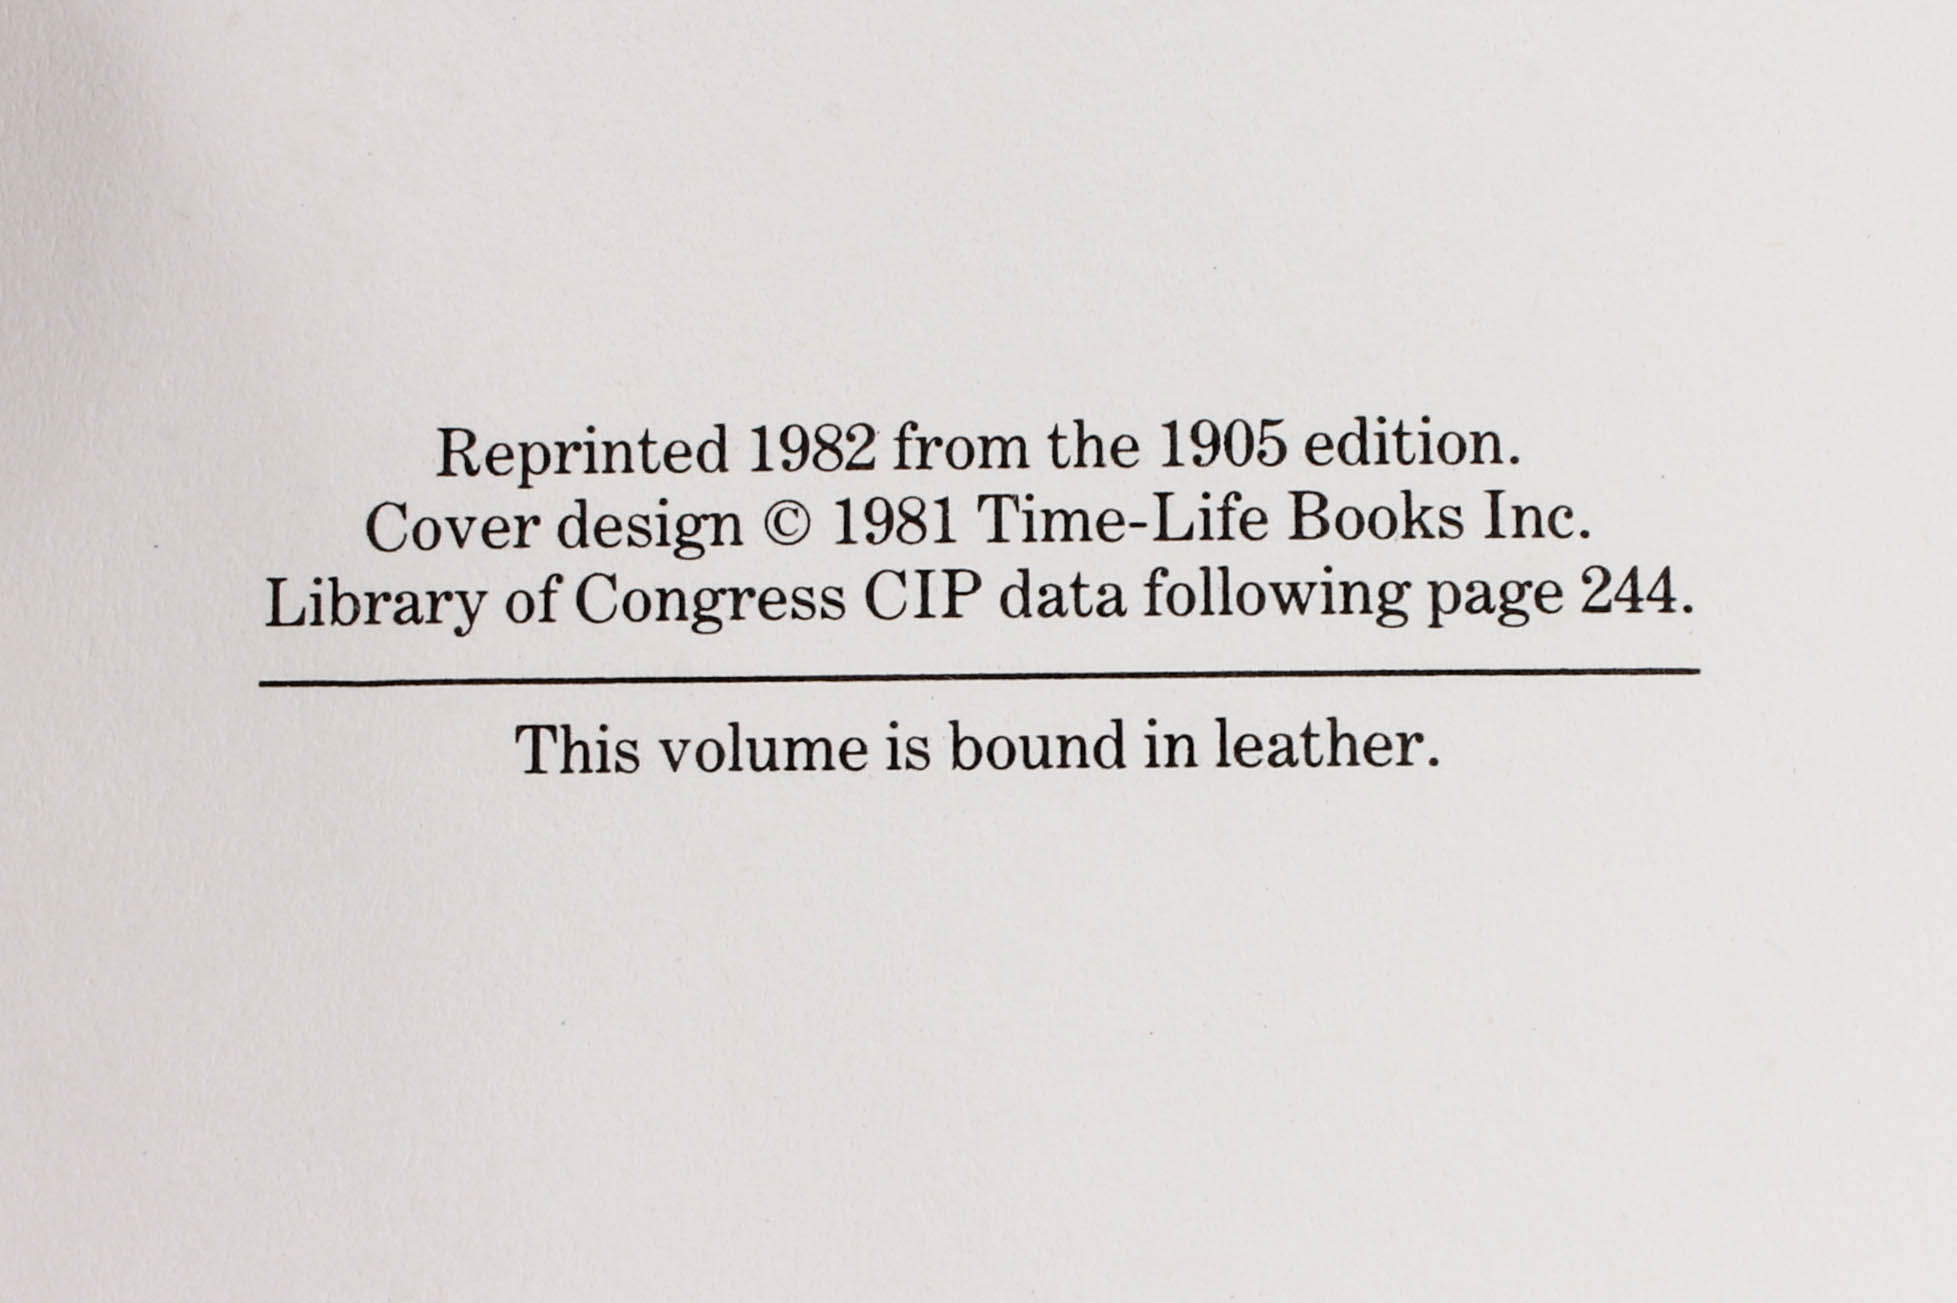 Reprinted 1982 from the 1905 edition.
Cover design © 1981 Time-Life Books Inc.
Library of Congress CIP data following page 244.
This volume is bound in leather.